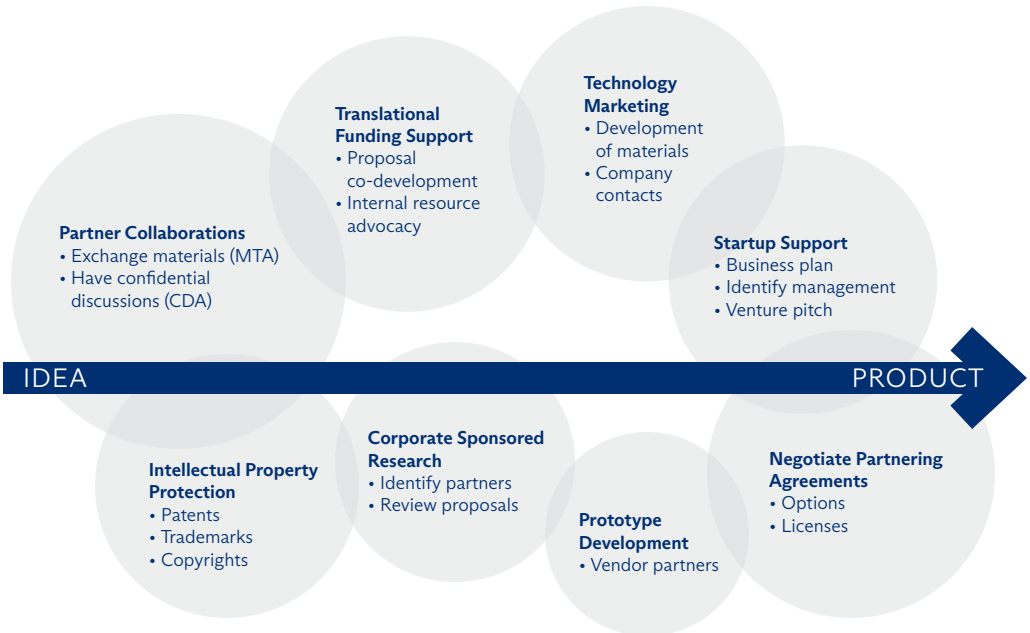 Technology
Marketing
• Development
of materials
• Company
contacts
Translational
Funding Support
• Proposal
co-development
• Internal resource
advocacy
Partner Collaborations
• Exchange materials (MTA)
• Have confidential
discussions (CDA)
Startup Support
• Business plan
• Identify management
• Venture pitch
IDEA
PRODUCT
Intellectual Property
Protection
• Patents
• Trademarks
• Copyrights
Corporate Sponsored
Research
• Identify partners
• Review proposals
Prototype
Development
• Vendor partners
Negotiate Partnering
Agreements
• Options
• Licenses